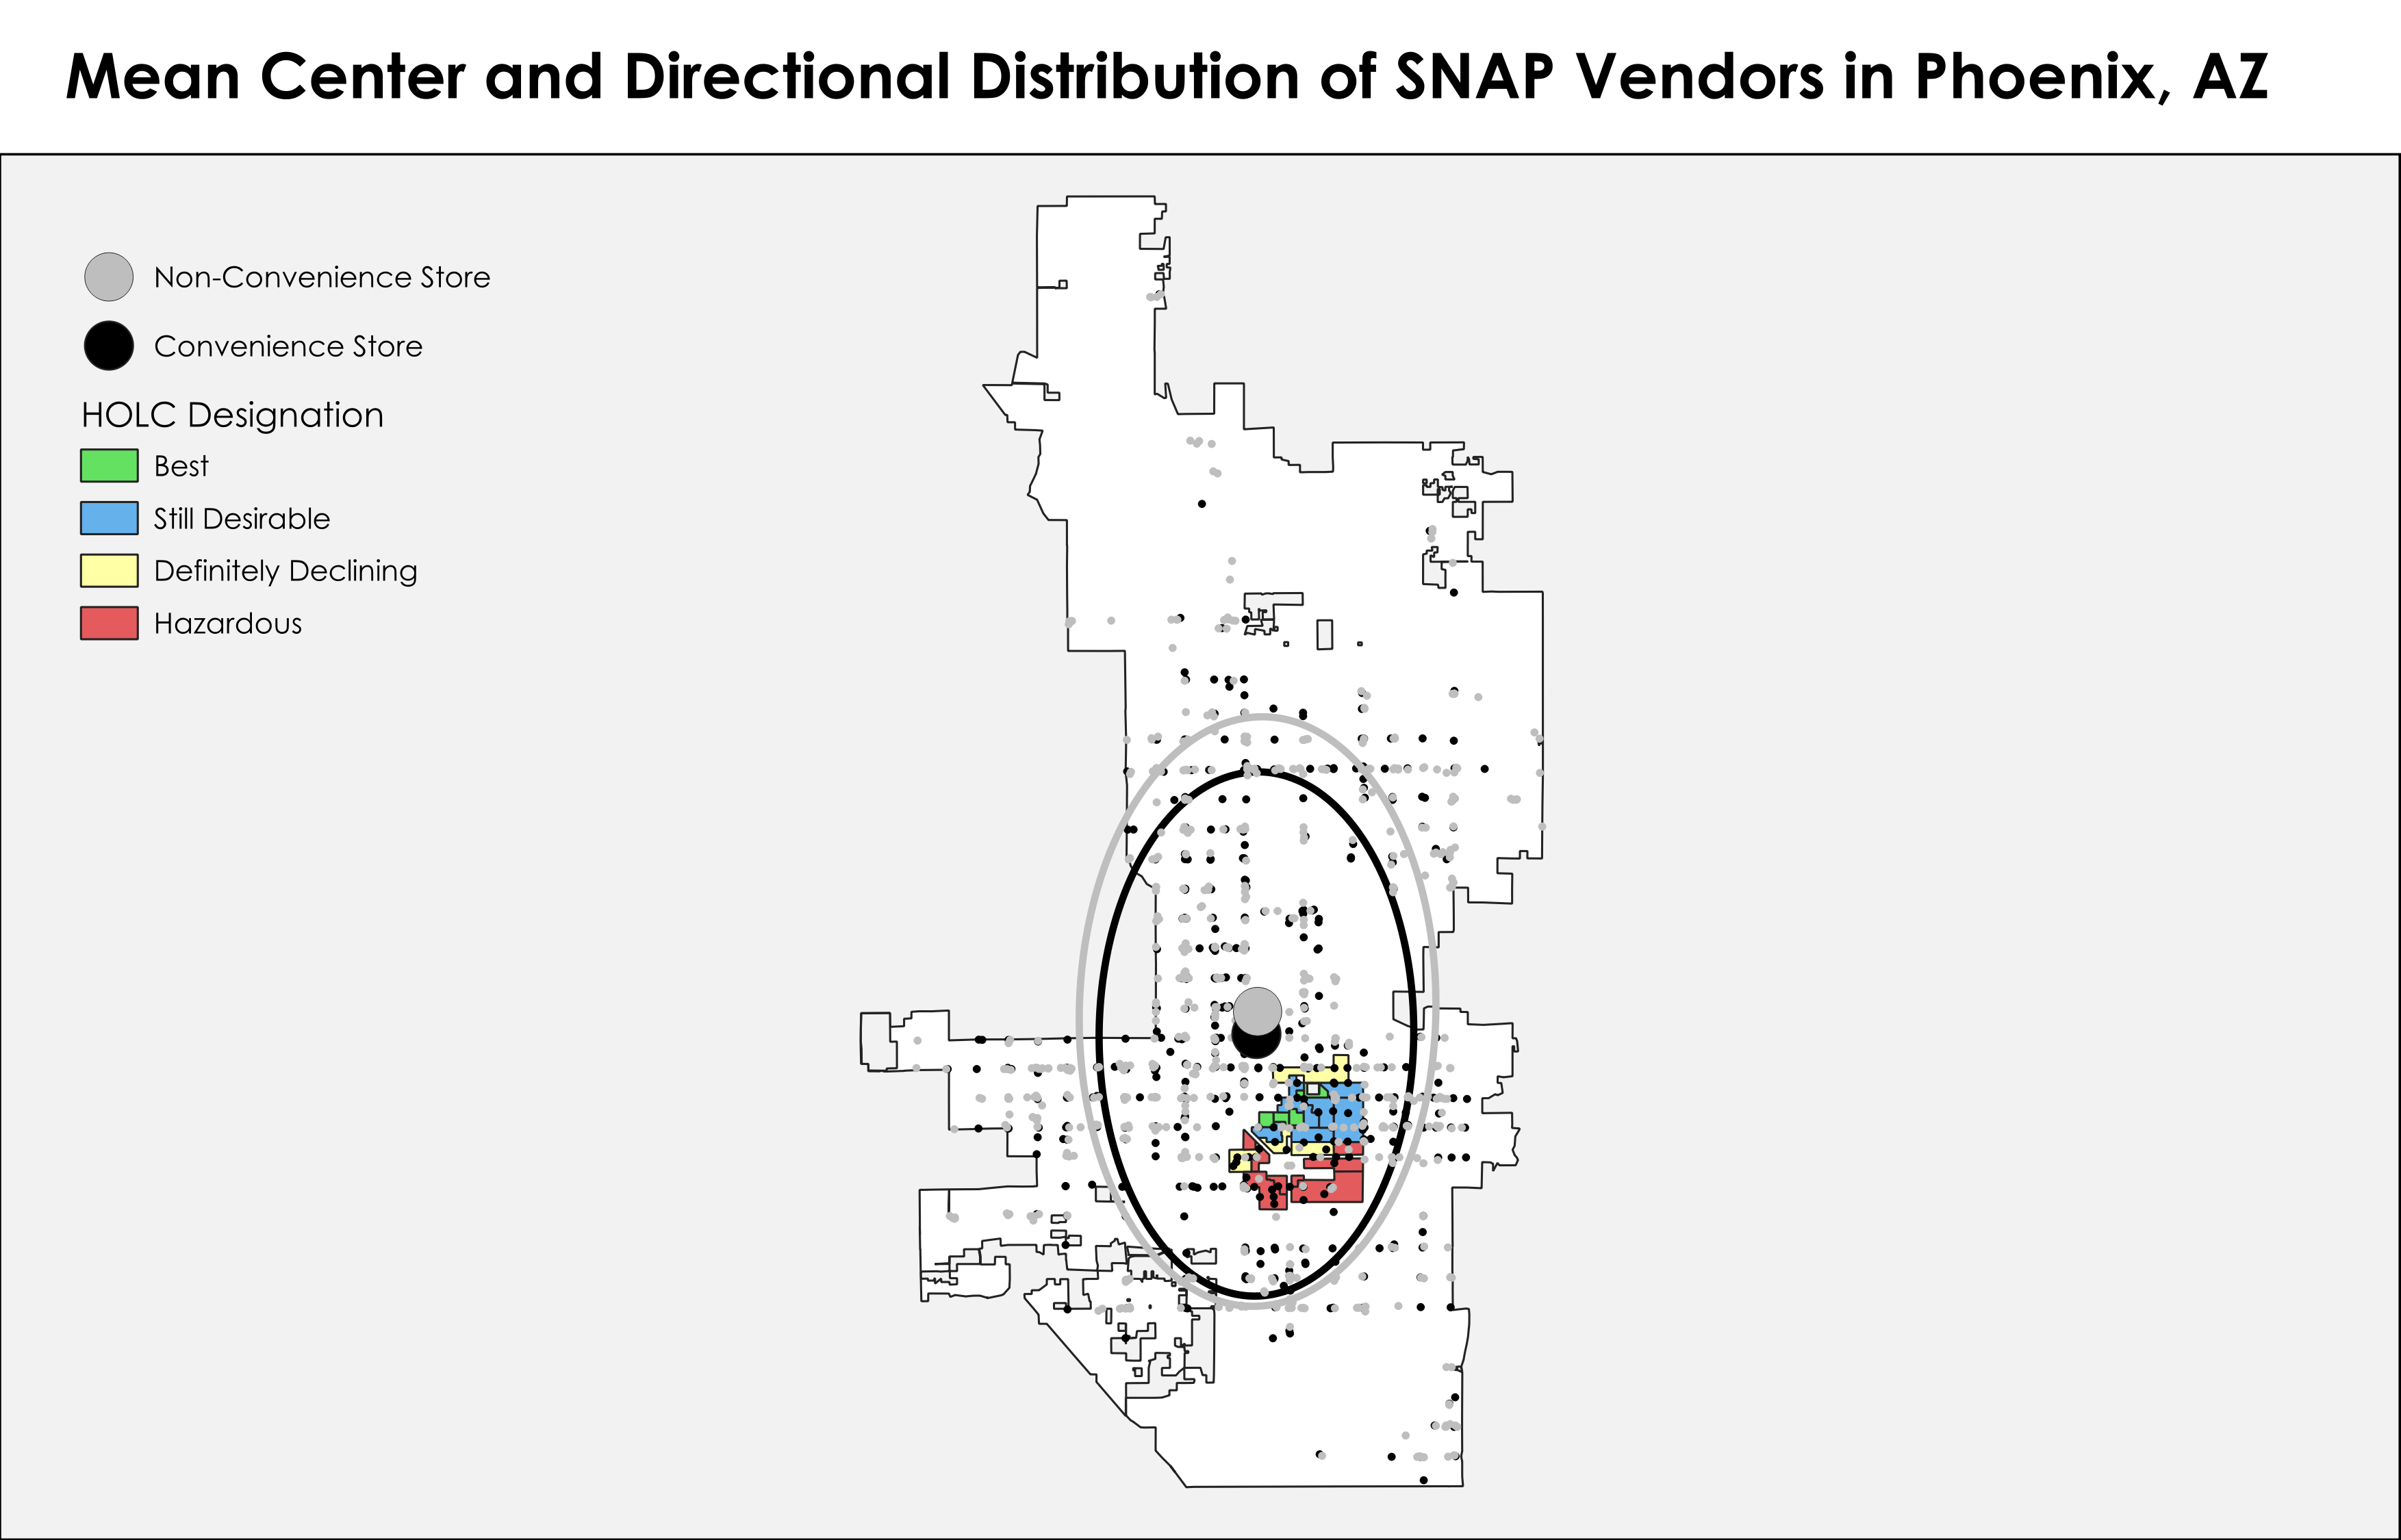 Mean Center and Directional Distribution of SNAP Vendors in Phoenix, AZ
Non-Convenience Store
Convenience Store
HOLC Designation
Best
Still Desirable
Definitely Declining
Hazardous